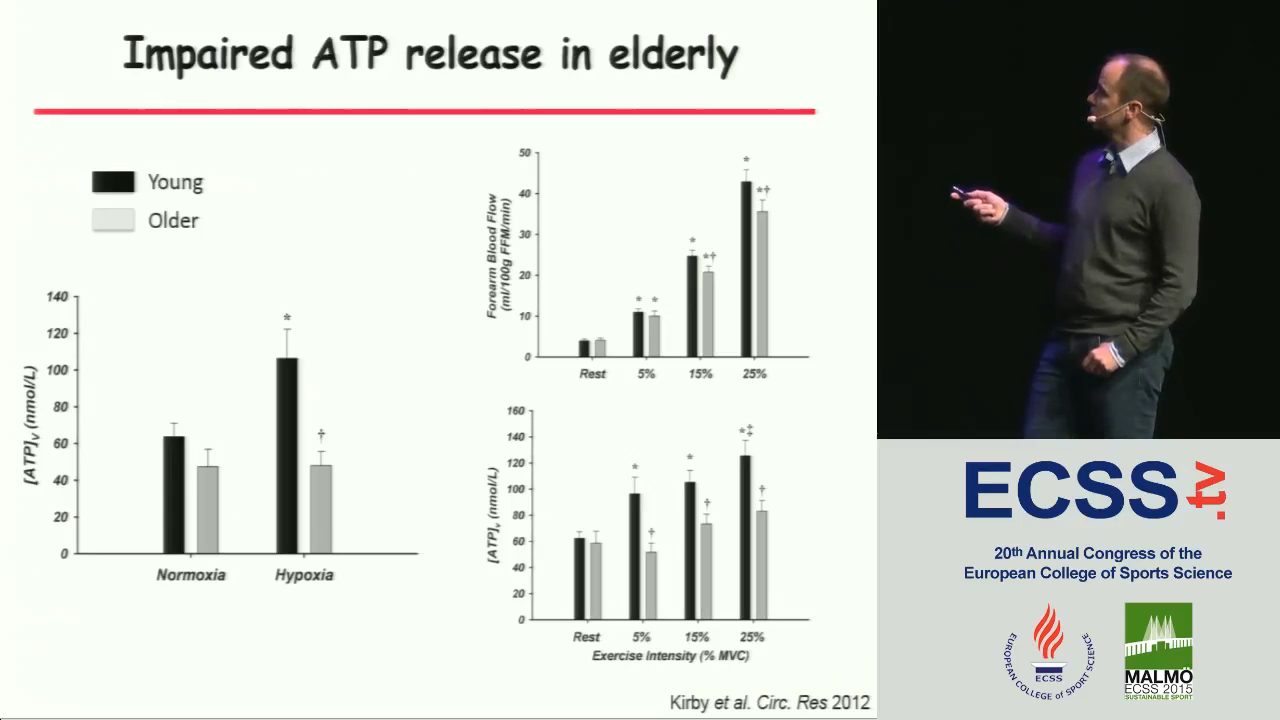 Impaired ATP release in elderly
Young
Older
[ATP]v (nmol/L)
140
120
100
80
60
40
20
0
*
†
Normoxia
Hypoxia
Forearm Blood Flow
(ml/100g FFM/min)
50
40
30
20
10
0
* *
* *†
* *†
Rest 5% 15% 25%
[ATP]v (nmol/L)
160
140
120
100
80
60
40
20
0
* †
* †
*‡ †
Rest 5% 15% 25%
Exercise Intensity (% MVC)
Kirby et al. Circ. Res 2012
ECSS.tv
20th Annual Congress of the
European College of Sports Science
EUROPEAN COLLEGE OF SPORT SCIENCE
ECSS
MALMÖ
ECSS 2015
SUSTAINABLE SPORT